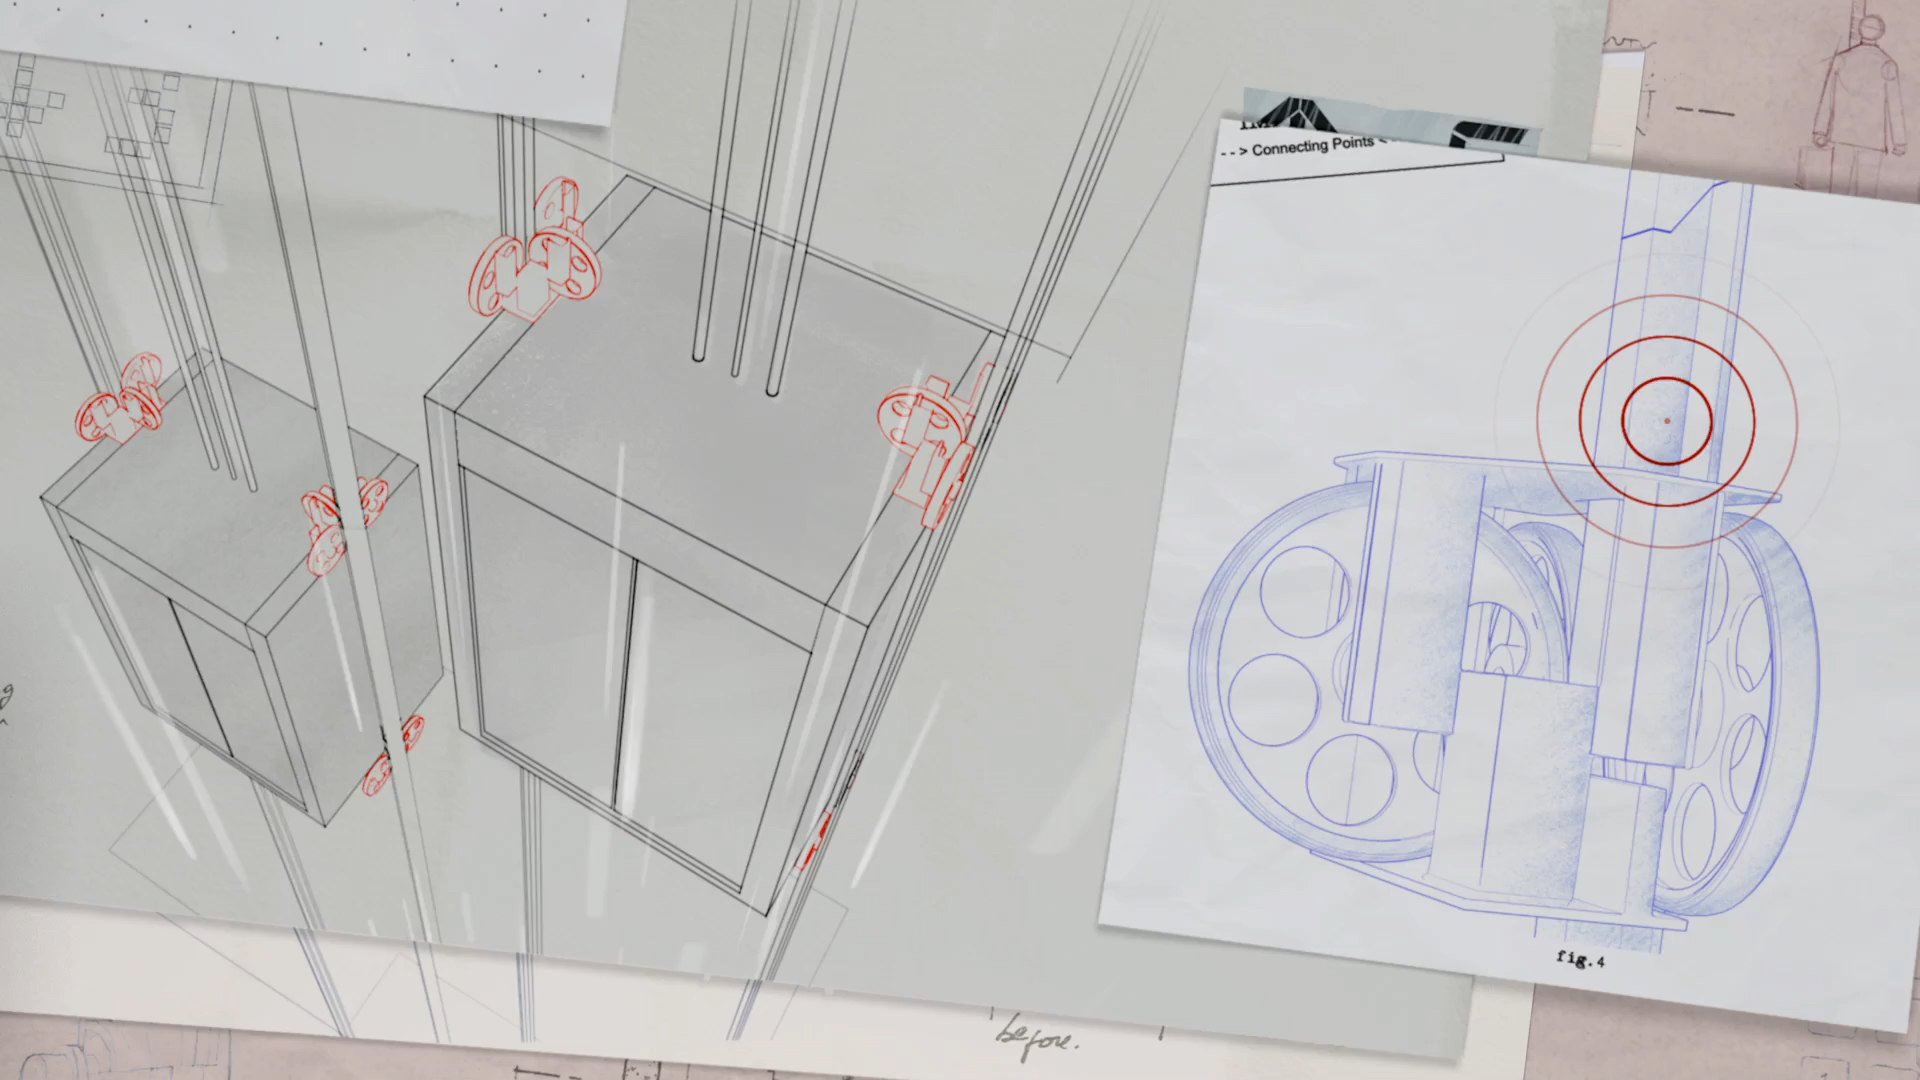 --> Connecting Points <
fig.4
before.